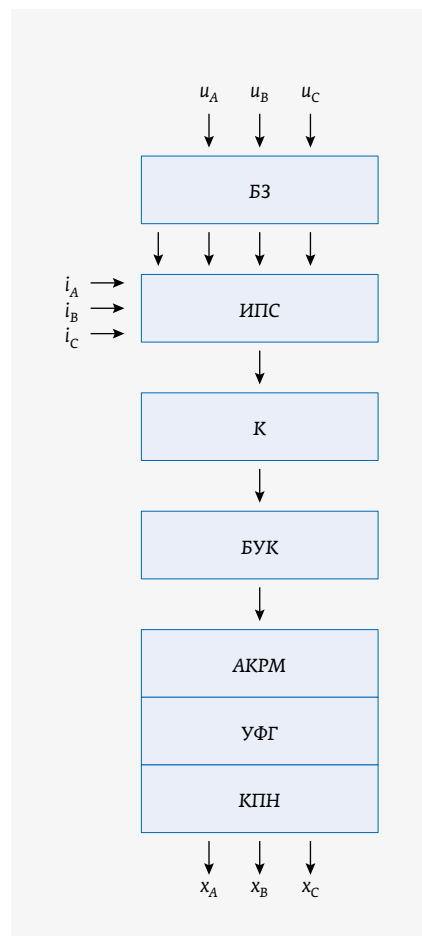 u_A u_B u_C
БЗ
i_A
i_B
i_C
ИПС
К
БУК
АКРМ
УФГ
КПН
x_A x_B x_C